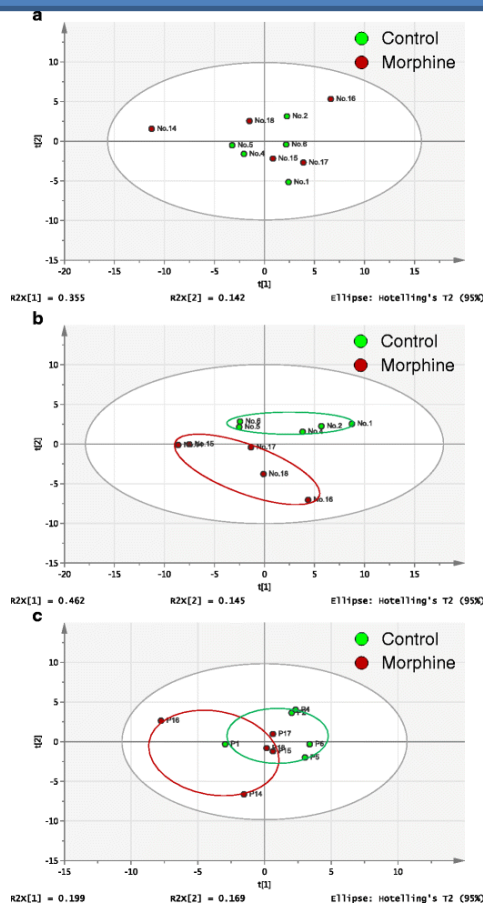 a
Control
Morphine
10
5
0
-5
-10
-15
t[2]
No.16
No.2
No.18
No.14
No.5
No.6
No.4
No.15
No.17
No.1
-20 -15 -10 -5 0 5 10 15
t[1]
R2X[1] = 0.355 R2X[2] = 0.142 Ellipse: Hotelling's T2 (95%)
b
Control
Morphine
10
5
0
-5
-10
-15
t[2]
No.6
No.5
No.2
No.1
No.15
No.17
No.18
No.16
-20 -15 -10 -5 0 5 10 15
t[1]
R2X[1] = 0.462 R2X[2] = 0.145 Ellipse: Hotelling's T2 (95%)
c
Control
Morphine
10
5
0
-5
-10
-15
t[2]
P4
P16
P17
P1
P6
P15
P5
P14
-15 -10 -5 0 5 10
t[1]
R2X[1] = 0.199 R2X[2] = 0.169 Ellipse: Hotelling's T2 (95%)